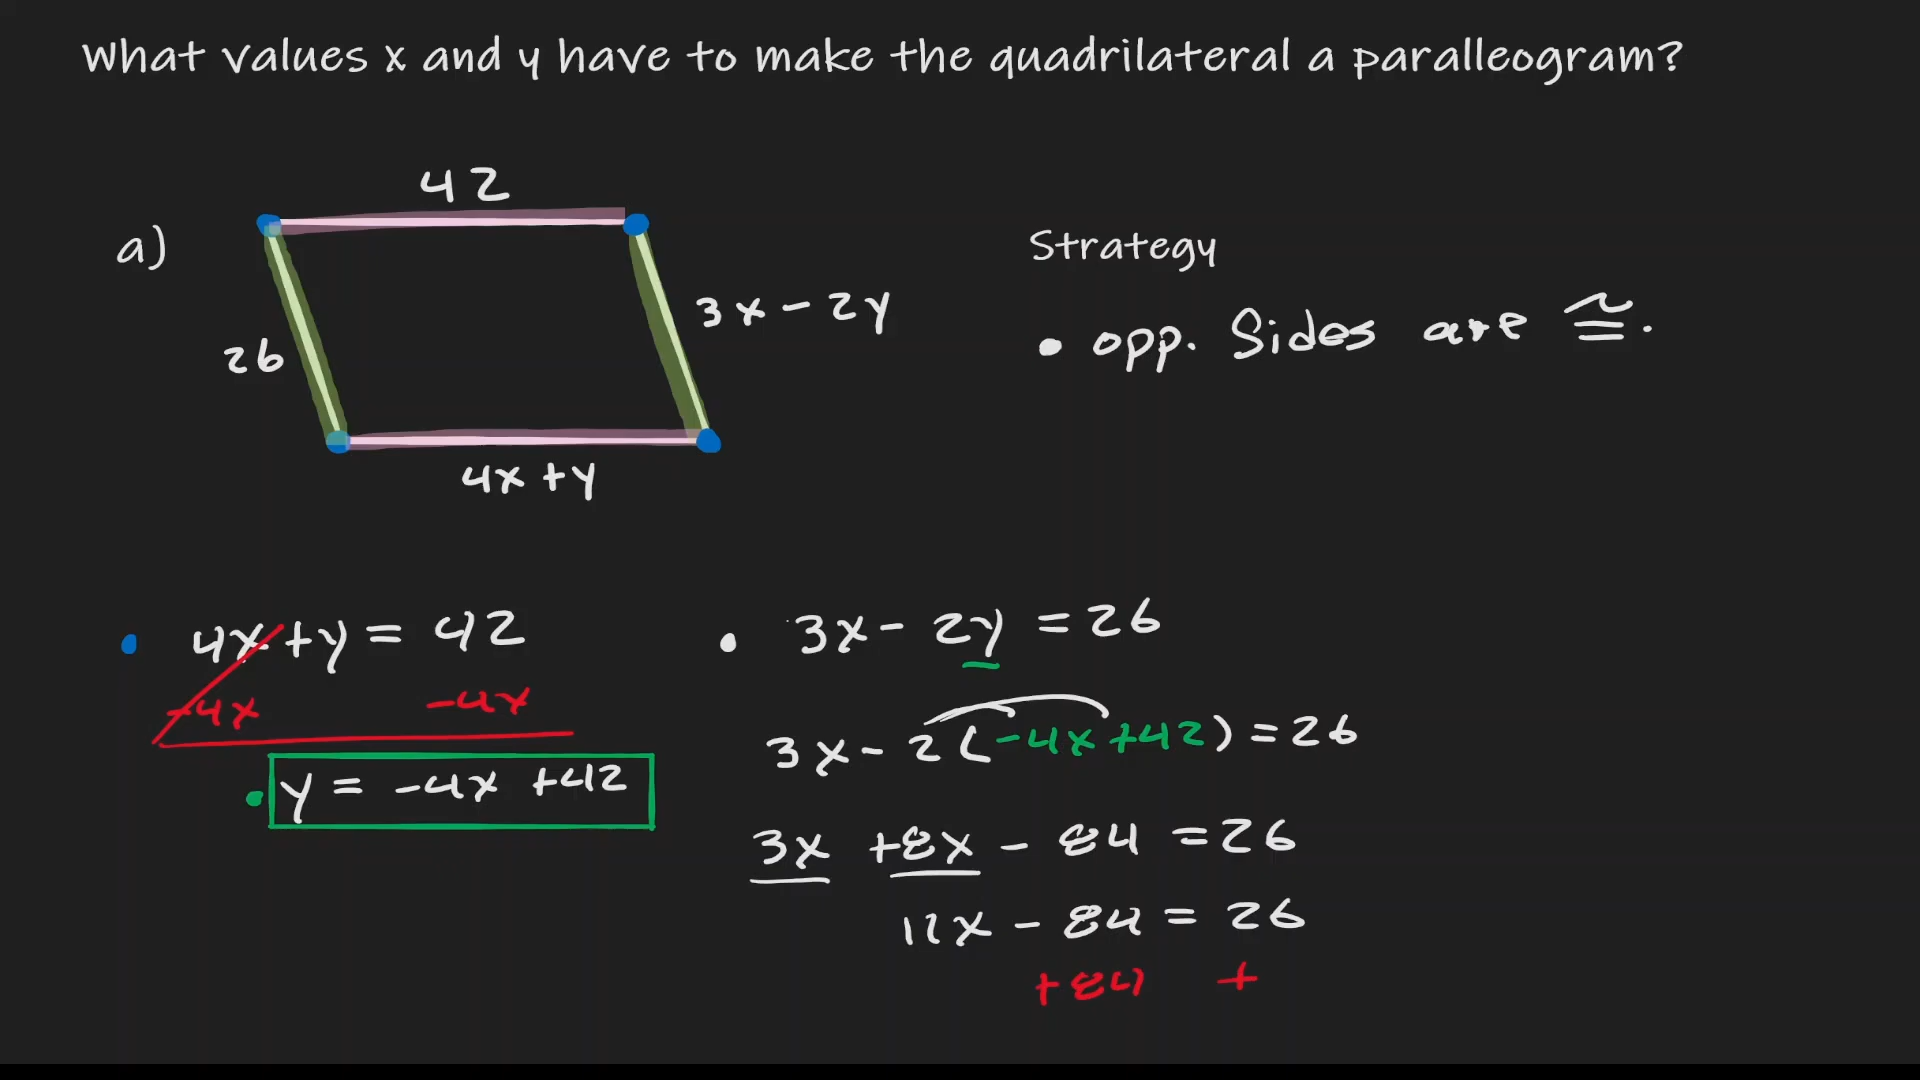 What values x and y have to make the quadrilateral a paralleogram?
42
a)
Strategy
3x - 2y
• opp. Sides are ≅.
26
4x + y
• 4x + y = 42
-4x -4x
• y = -4x + 42
• 3x - 2y = 26
3x - 2(-4x + 42) = 26
3x + 8x - 84 = 26
11x - 84 = 26
+84 +